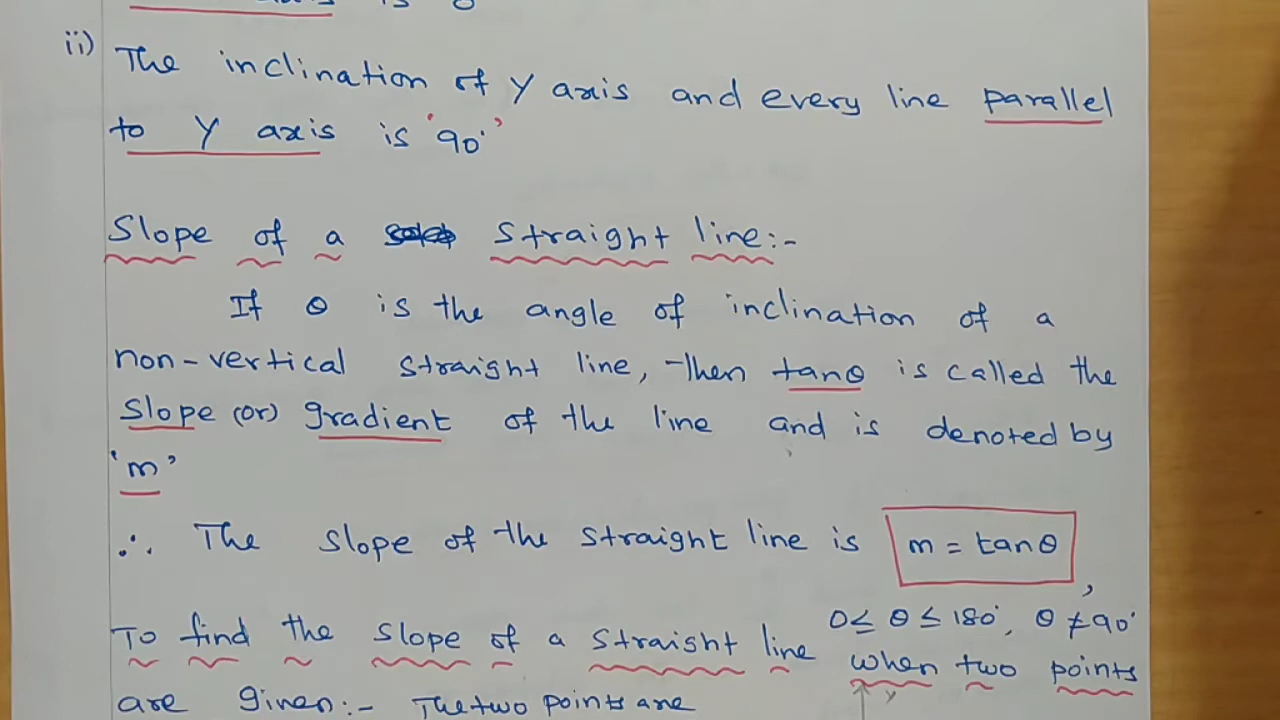 is 0
ii) The inclination of Y axis and every line parallel
to Y axis is '90°'
Slope of a straight line:-
If θ is the angle of inclination of a
non-vertical straight line, then tanθ is called the
slope (or) gradient of the line and is denoted by
'm'
∴ The slope of the straight line is m = tanθ,
0≤ θ ≤ 180°, θ ≠ 90°
To find the slope of a straight line when two points
are given:- The two points are
y